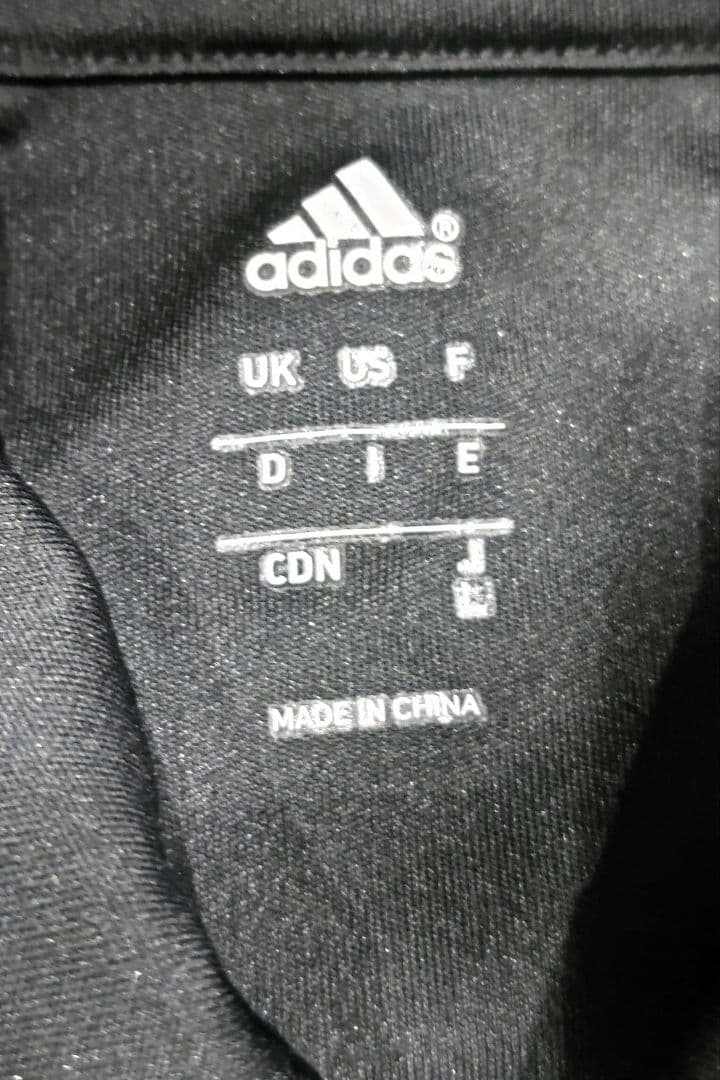 adidas®
UK US F
D I E
CDN J
MADE IN CHINA